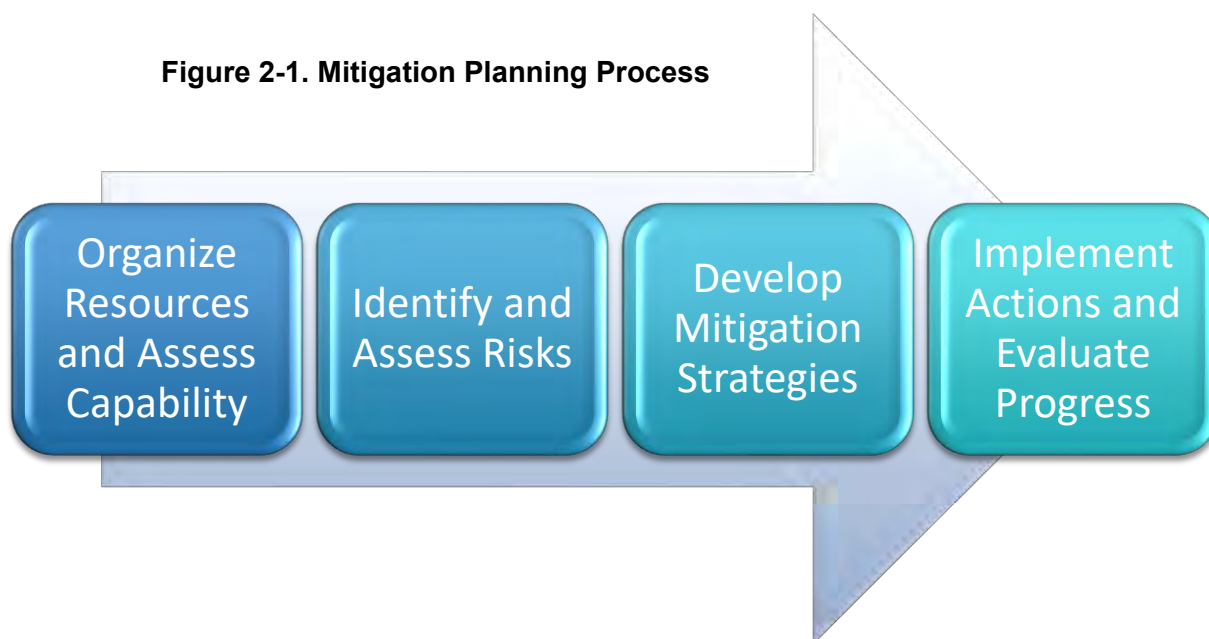 Figure 2-1. Mitigation Planning Process
Organize
Resources
and Assess
Capability
Identify and
Assess Risks
Develop
Mitigation
Strategies
Implement
Actions and
Evaluate
Progress